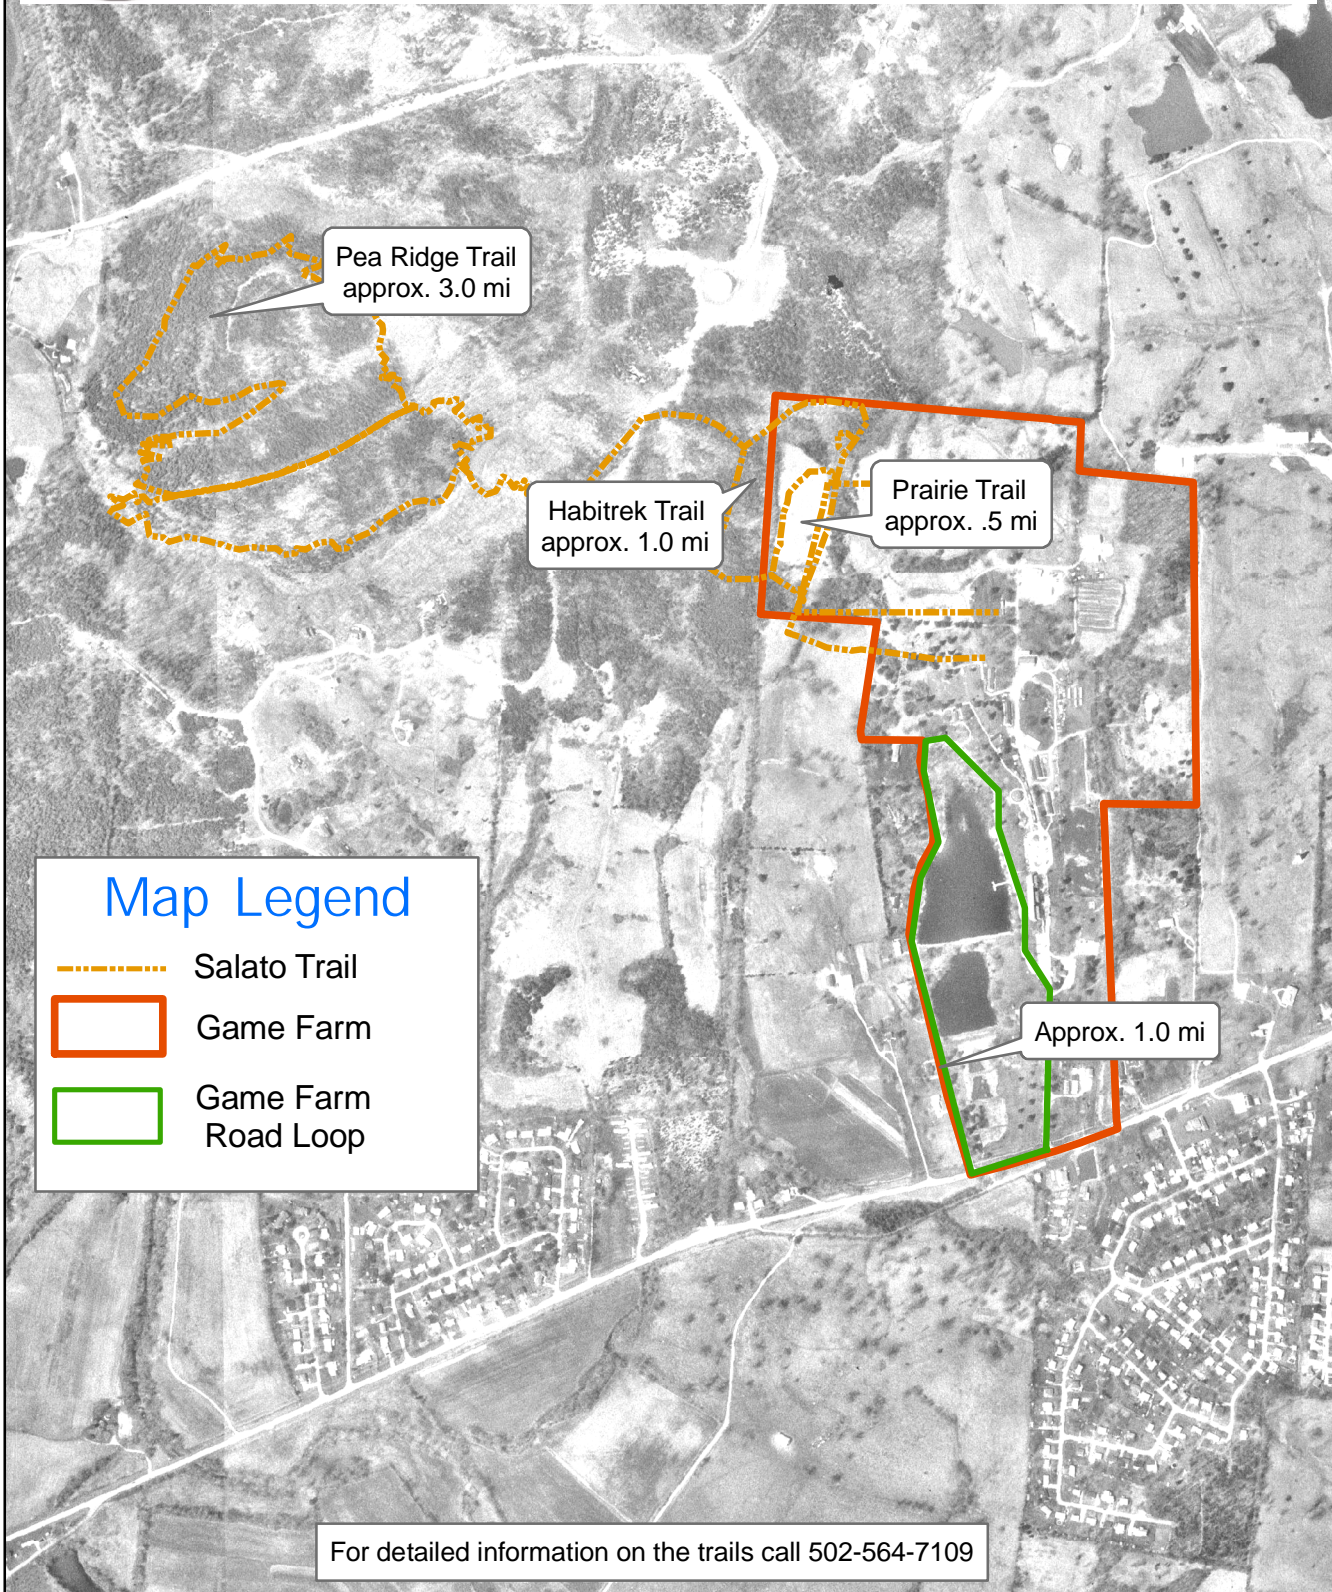 Pea Ridge Trail
approx. 3.0 mi
Habitrek Trail
approx. 1.0 mi
Prairie Trail
approx. .5 mi
Map Legend
Salato Trail
Game Farm
Game Farm
Road Loop
Approx. 1.0 mi
For detailed information on the trails call 502-564-7109